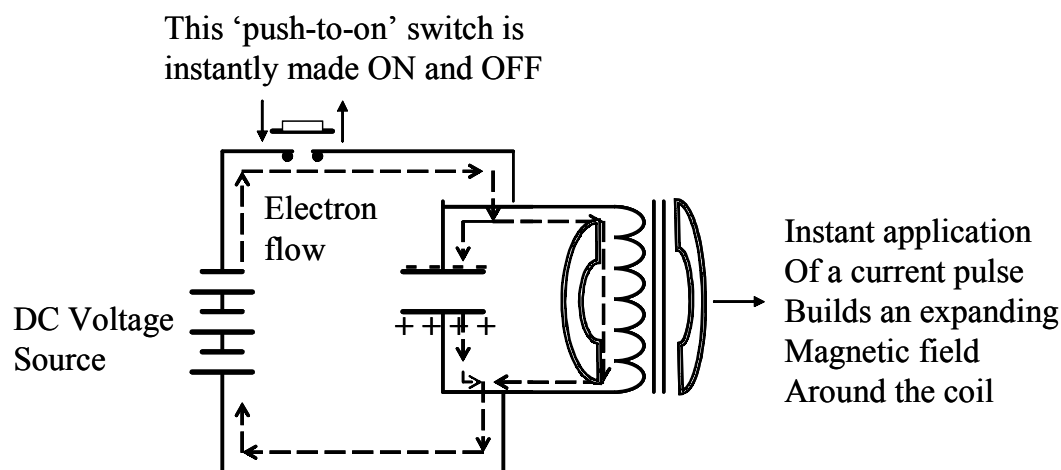 This ‘push-to-on’ switch is
instantly made ON and OFF
Electron
flow
DC Voltage
Source
+ + + +
Instant application
Of a current pulse
Builds an expanding
Magnetic field
Around the coil